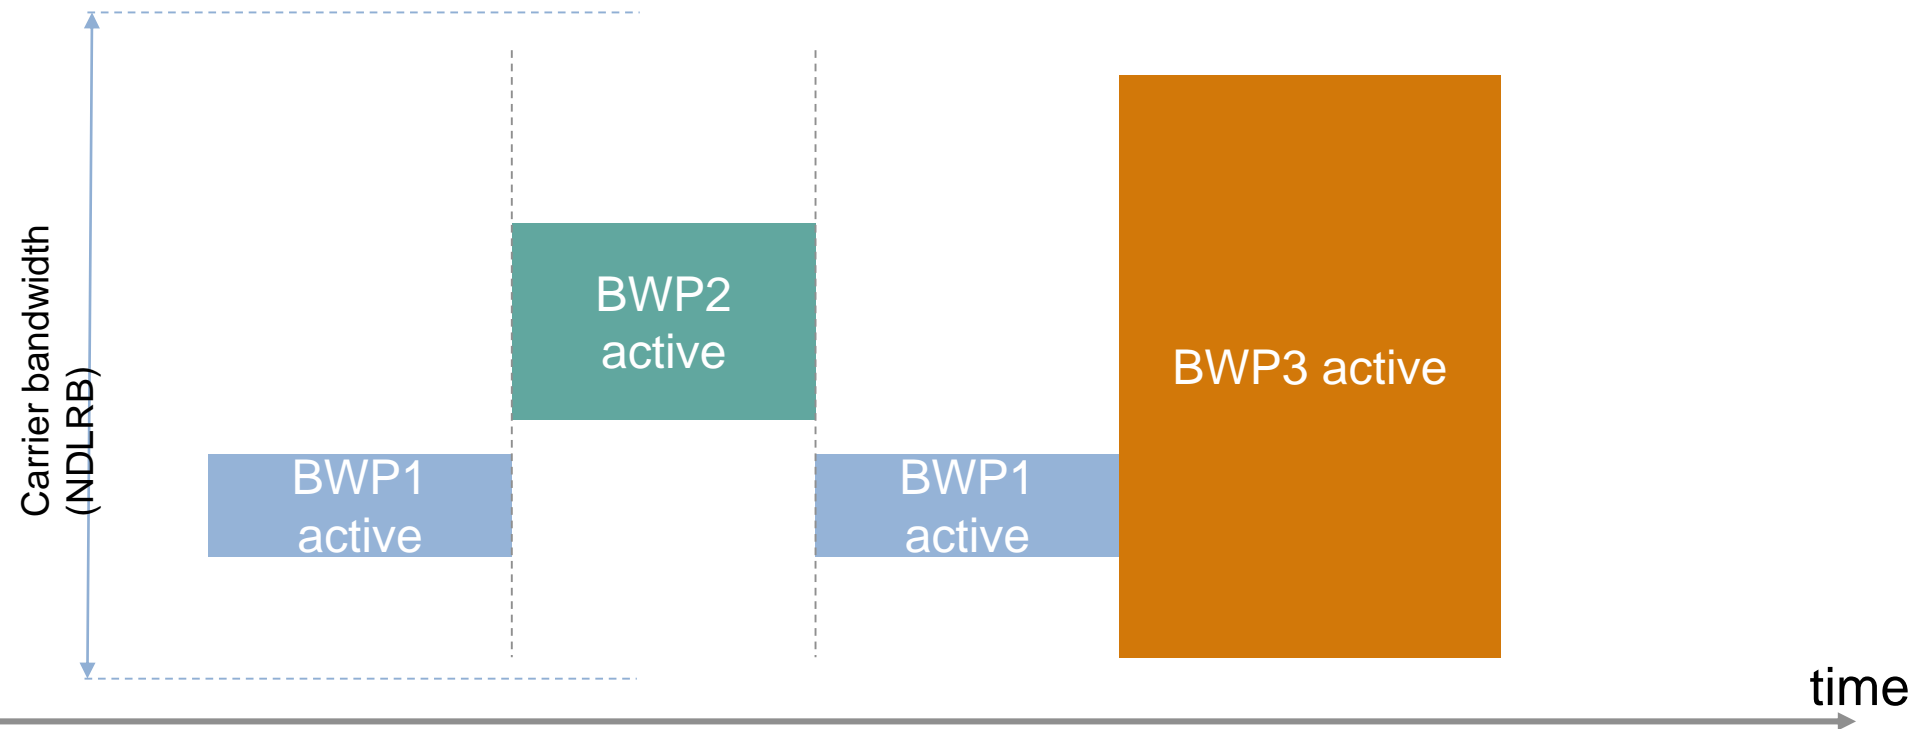 Carrier bandwidth
(NDLRB)
BWP1
active
BWP2
active
BWP1
active
BWP3 active
time